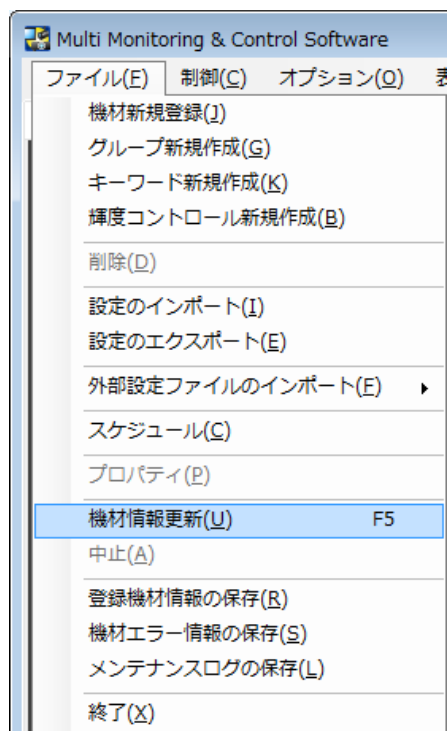 Multi Monitoring & Control Software
ファイル(F) 制御(C) オプション(O)
機材新規登録(J)
グループ新規作成(G)
キーワード新規作成(K)
輝度コントロール新規作成(B)
削除(D)
設定のインポート(I)
設定のエクスポート(E)
外部設定ファイルのインポート(F)
スケジュール(C)
プロパティ(P)
機材情報更新(U) F5
中止(A)
登録機材情報の保存(R)
機材エラー情報の保存(S)
メンテナンスログの保存(L)
終了(X)